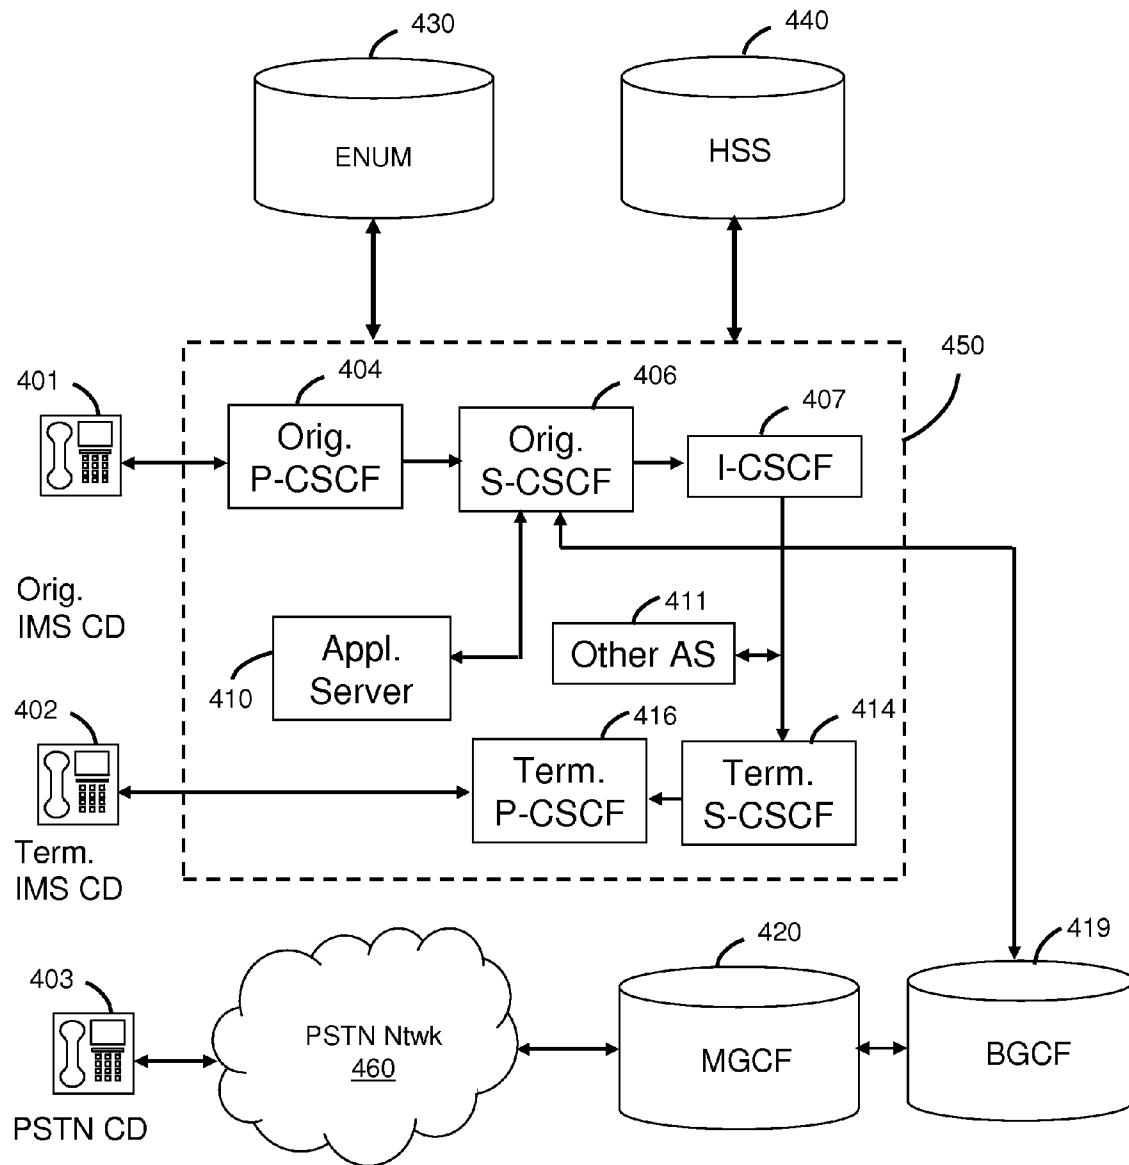 430
440
ENUM
HSS
450
401
404
406
407
Orig.
P-CSCF
Orig.
S-CSCF
I-CSCF
Orig.
IMS CD
411
Appl.
Server
Other AS
410
402
416
414
Term.
P-CSCF
Term.
S-CSCF
Term.
IMS CD
420
419
403
PSTN Ntwk
460
MGCF
BGCF
PSTN CD